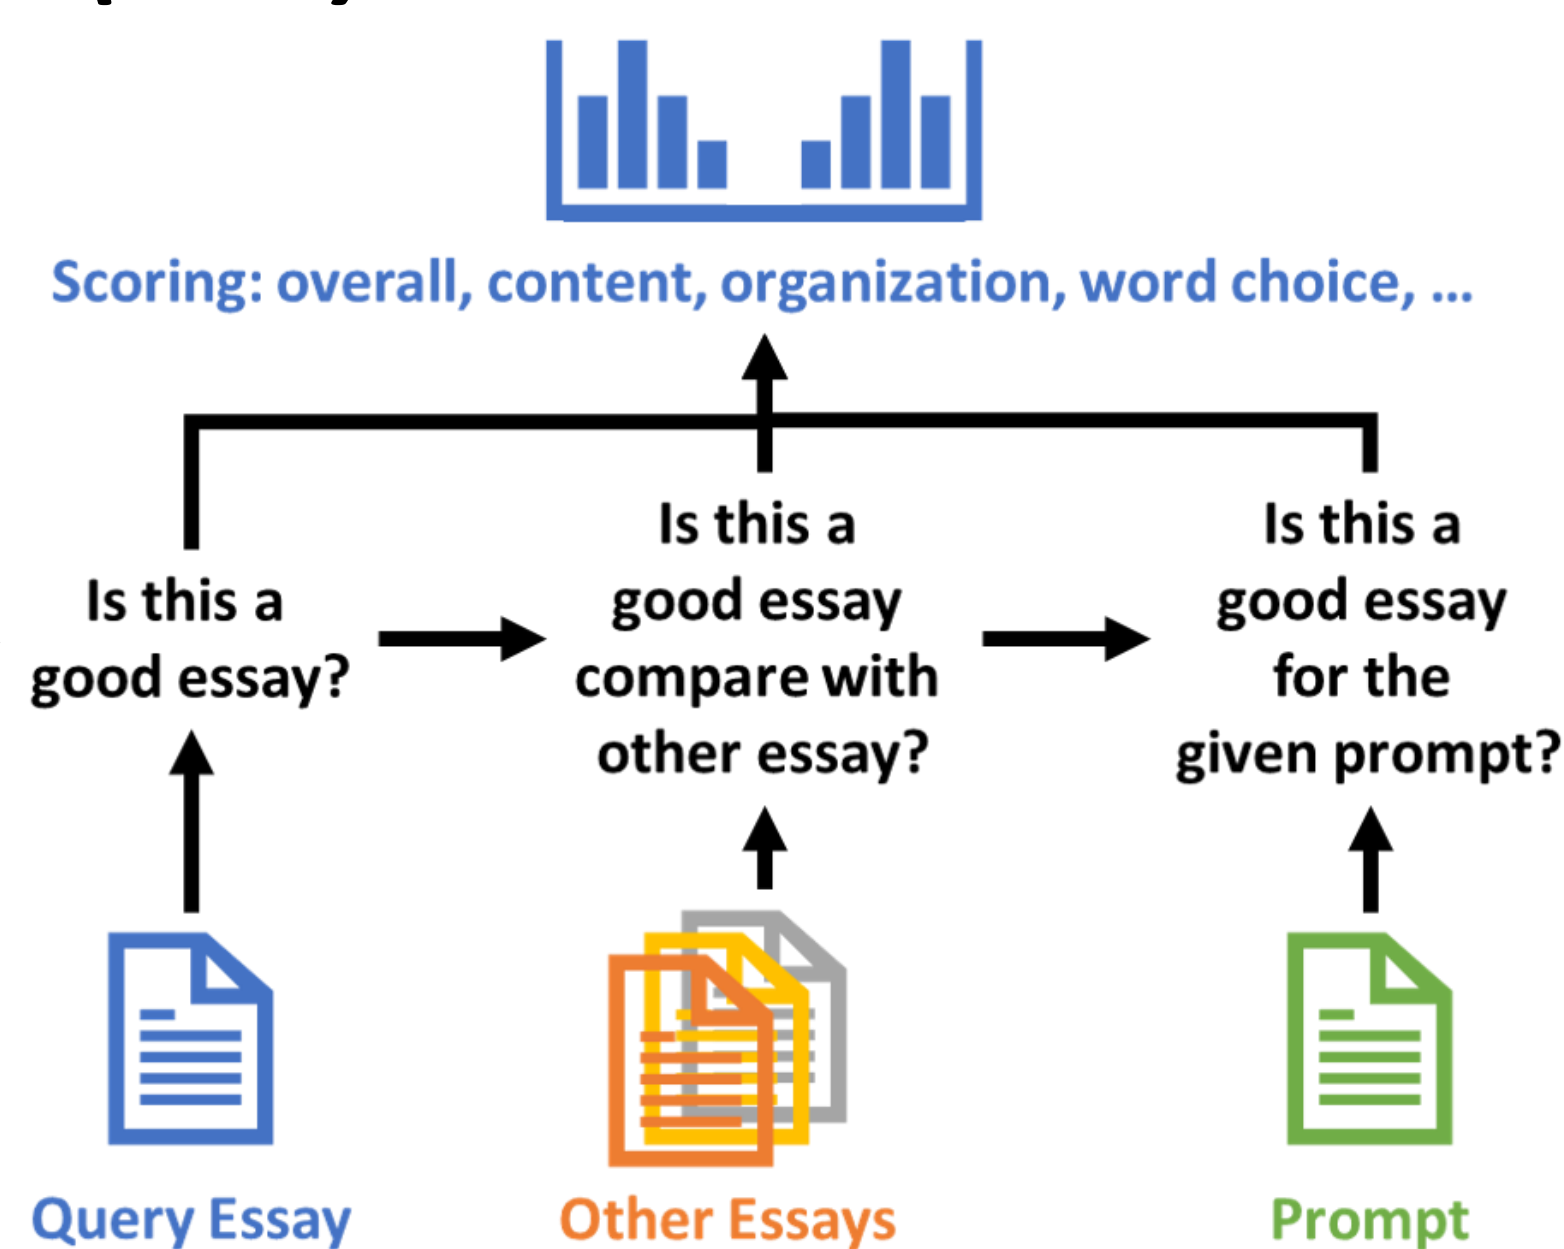 Scoring: overall, content, organization, word choice, ...
Is this a
good essay?
Is this a
good essay
compare with
other essay?
Is this a
good essay
for the
given prompt?
Query Essay
Other Essays
Prompt